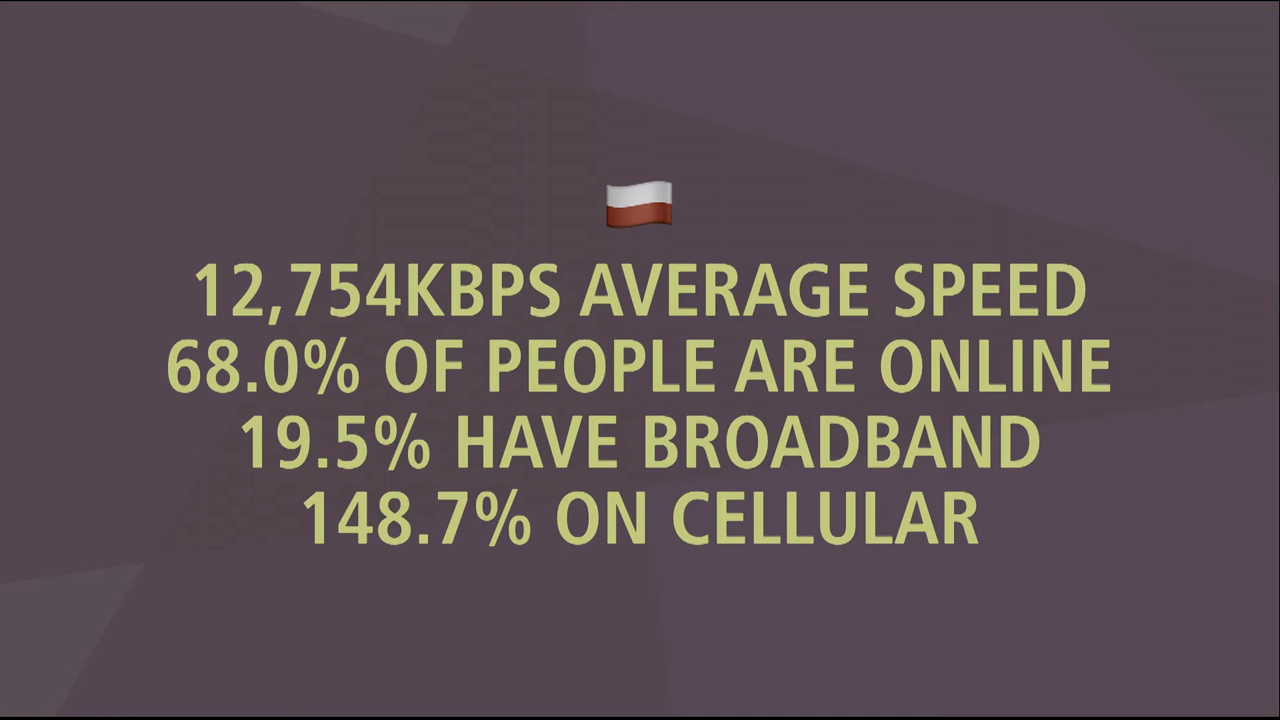 12,754KBPS AVERAGE SPEED
68.0% OF PEOPLE ARE ONLINE
19.5% HAVE BROADBAND
148.7% ON CELLULAR